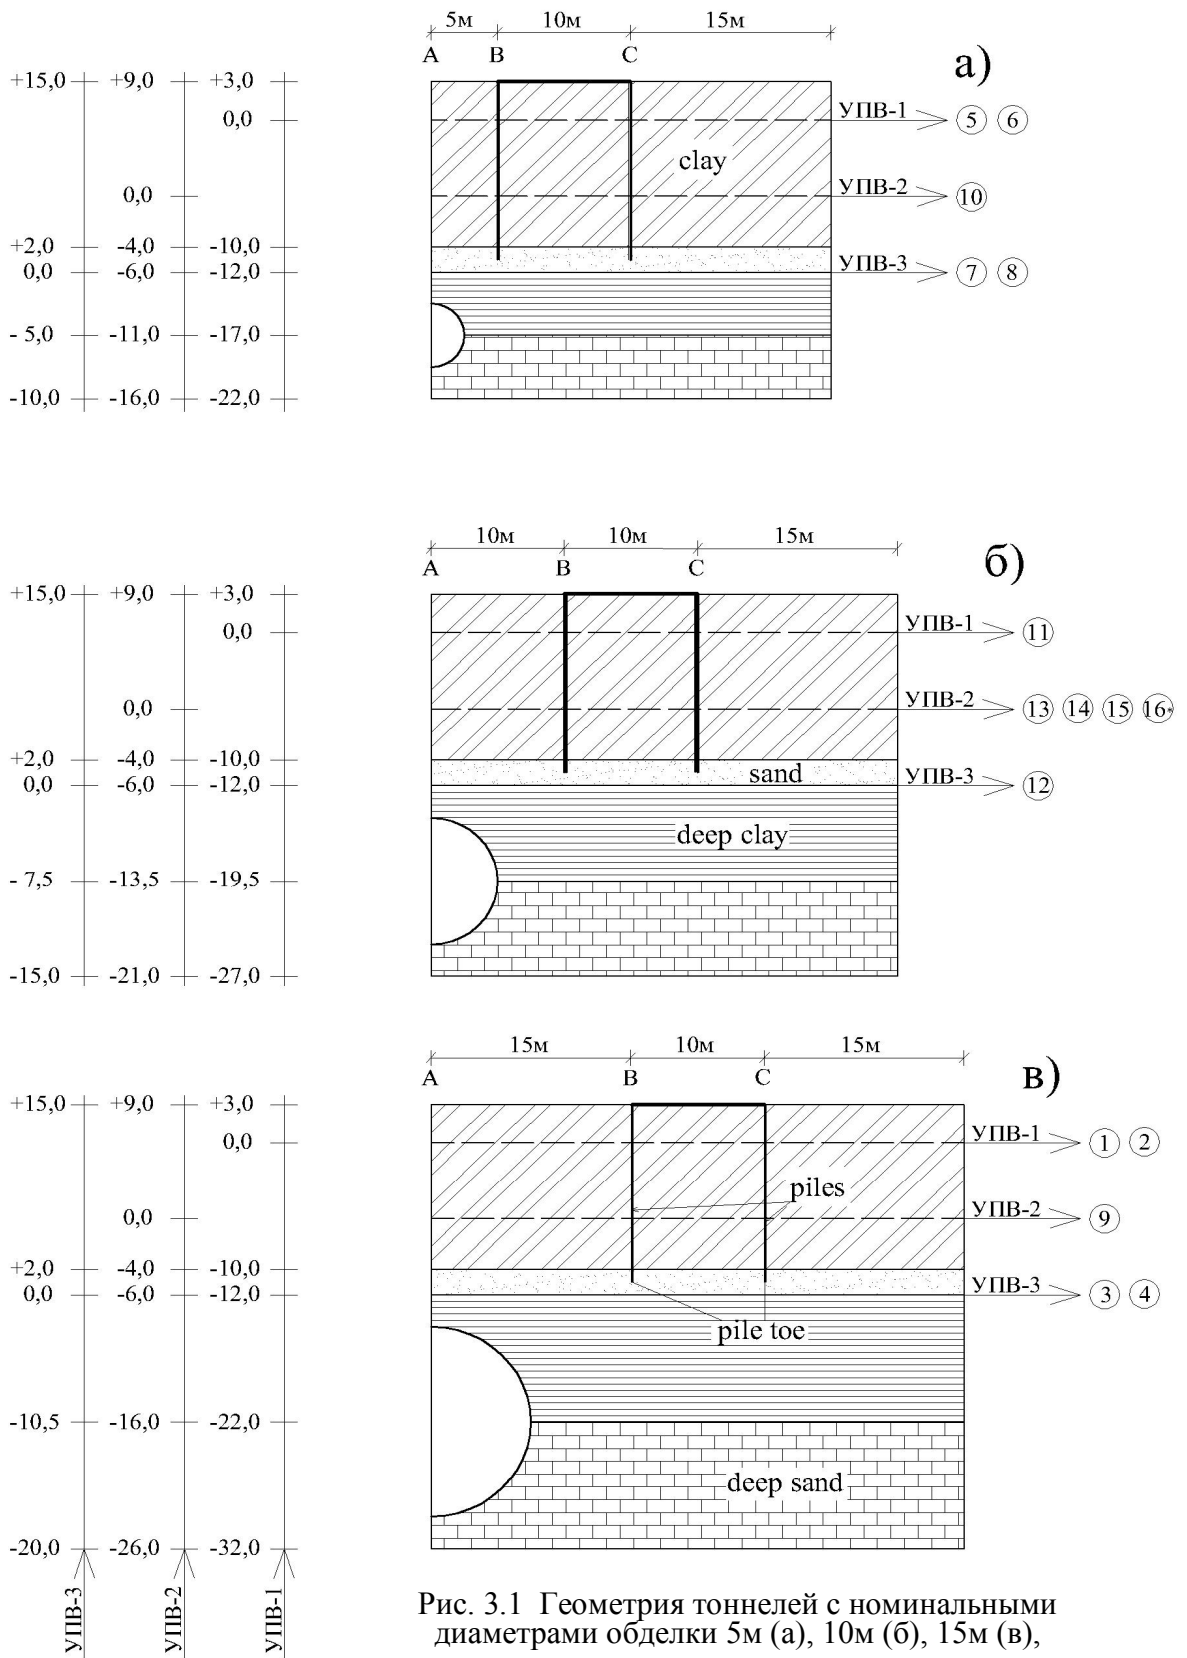 5м 10м 15м
A B C
а)
+15,0 +9,0 +3,0
УПВ-1 5 6
0,0
clay
УПВ-2 10
0,0
+2,0 -4,0 -10,0
УПВ-3 7 8
0,0 -6,0 -12,0
- 5,0 -11,0 -17,0
-10,0 -16,0 -22,0
10м 10м 15м
A B C
б)
+15,0 +9,0 +3,0
УПВ-1 11
0,0
УПВ-2 13 14 15 16*
0,0
+2,0 -4,0 -10,0
sand
УПВ-3 12
0,0 -6,0 -12,0
deep clay
- 7,5 -13,5 -19,5
-15,0 -21,0 -27,0
15м 10м 15м
A B C
в)
+15,0 +9,0 +3,0
УПВ-1 1 2
0,0
piles
УПВ-2 9
0,0
+2,0 -4,0 -10,0
УПВ-3 3 4
0,0 -6,0 -12,0
pile toe
-10,5 -16,0 -22,0
deep sand
-20,0 -26,0 -32,0
УПВ-3 УПВ-2 УПВ-1
Рис. 3.1 Геометрия тоннелей с номинальными
диаметрами обделки 5м (а), 10м (б), 15м (в),